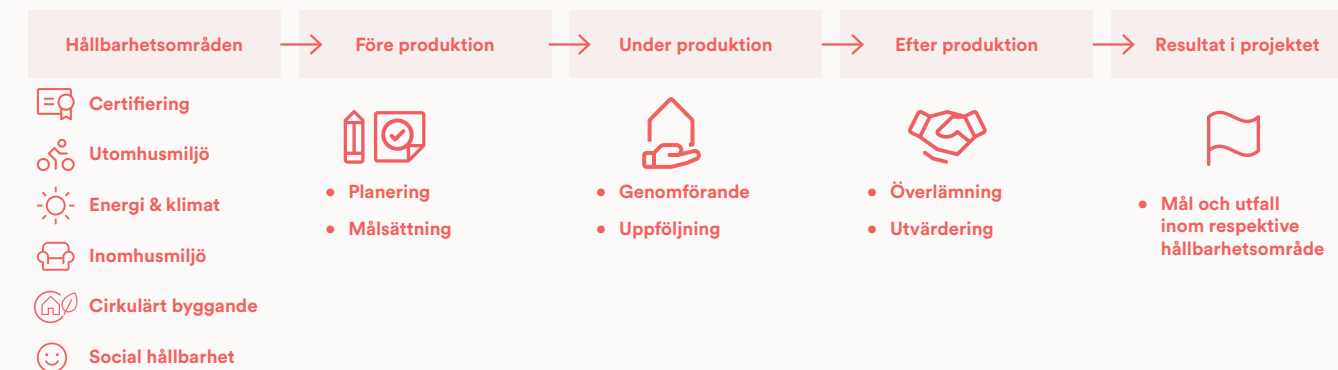 Hållbarhetsområden
Före produktion
Under produktion
Efter produktion
Resultat i projektet
Certifiering
Utomhusmiljö
Energi & klimat
Inomhusmiljö
Cirkulärt byggande
Social hållbarhet
• Planering
• Målsättning
• Genomförande
• Uppföljning
• Överlämning
• Utvärdering
• Mål och utfall
inom respektive
hållbarhetsområde